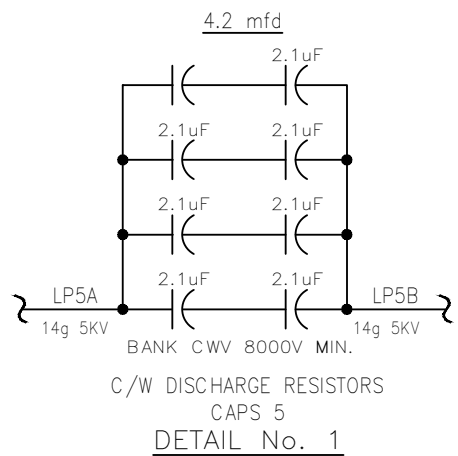 4.2 mfd
2.1uF
2.1uF 2.1uF
2.1uF 2.1uF
2.1uF 2.1uF
LP5A LP5B
14g 5KV 14g 5KV
BANK CWV 8000V MIN.
C/W DISCHARGE RESISTORS
CAPS 5
DETAIL No. 1